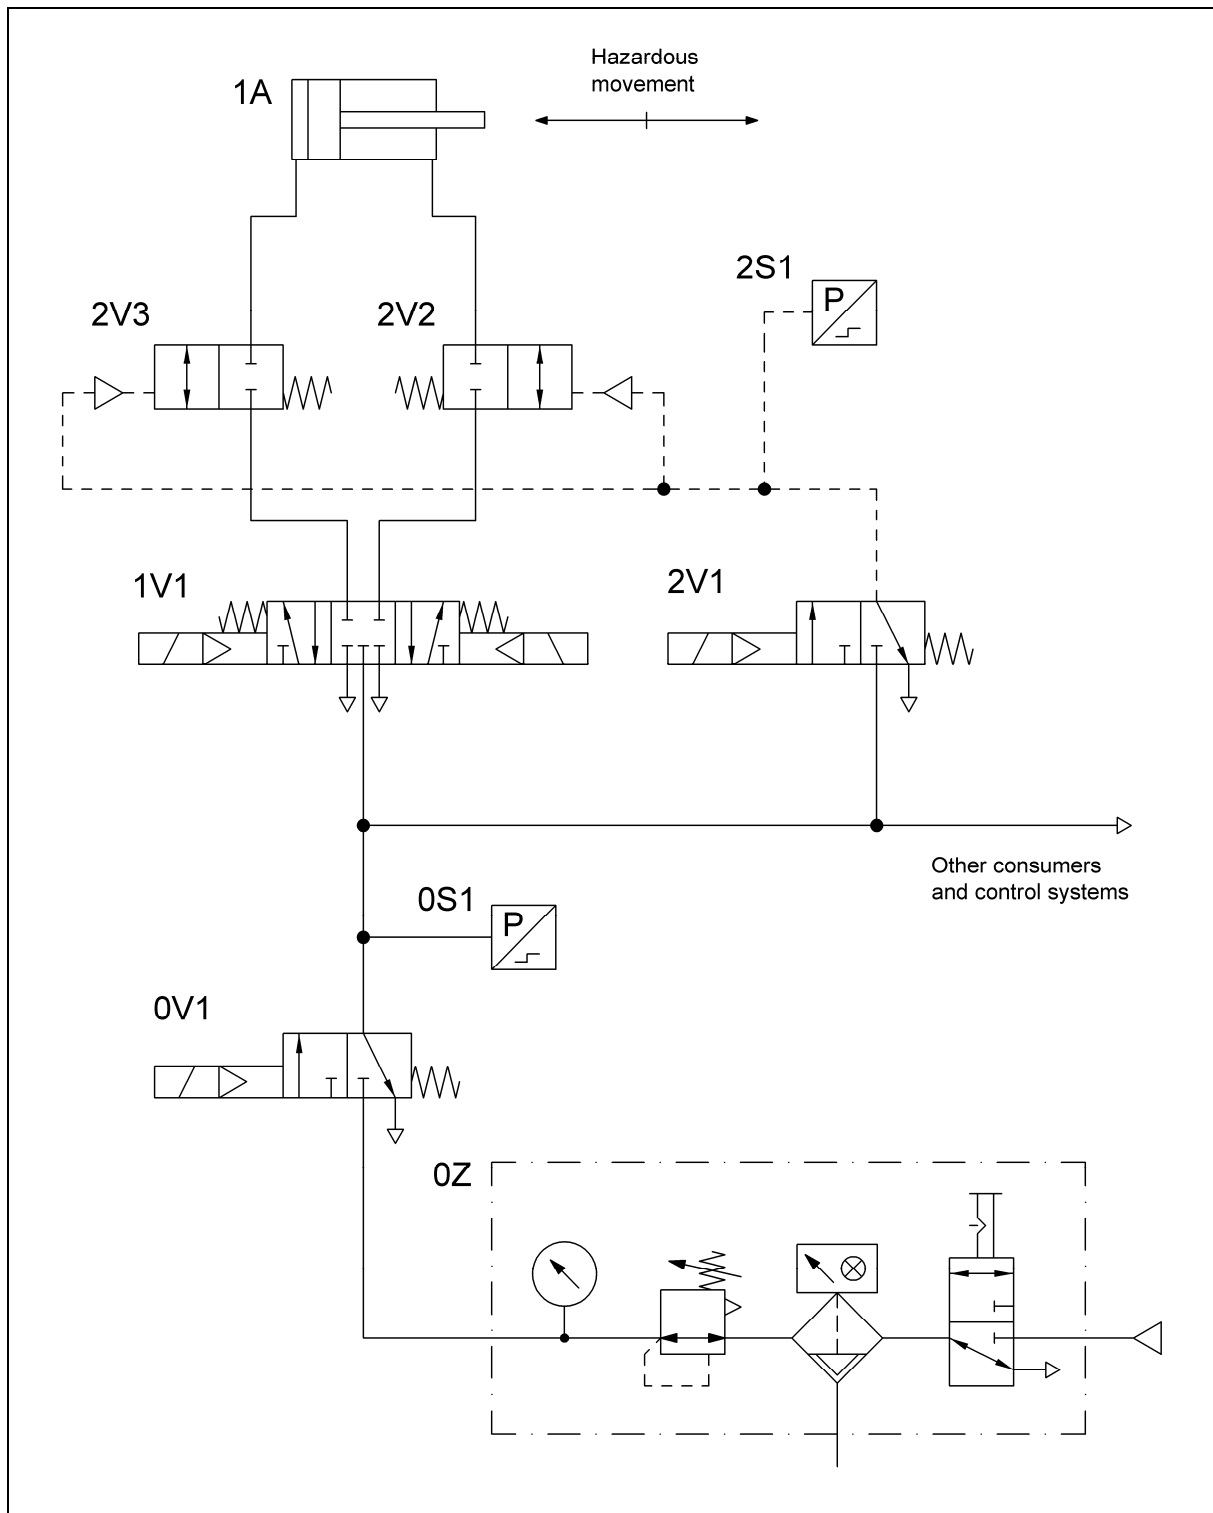 Hazardous
movement
1A
2S1
P
2V3
2V2
1V1
2V1
Other consumers
and control systems
0S1
P
0V1
0Z